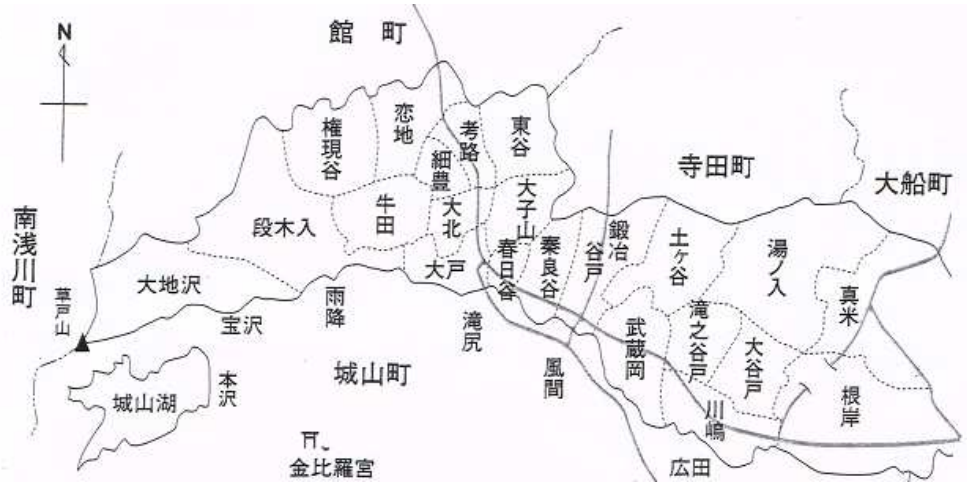 N
館町
寺田町
大船町
南浅川町
草戸山
城山町
城山湖
本沢
宝沢
雨降
滝尻
風間
広田
金比羅宮
権現谷
恋地
細豊
考路
東谷
大子山
段木入
牛田
大北
大戸
大地沢
春日谷
秦良谷
谷戸
鍛冶
土ヶ谷
湯ノ入
真米
武蔵岡
滝之谷戸
大谷戸
川嶋
根岸